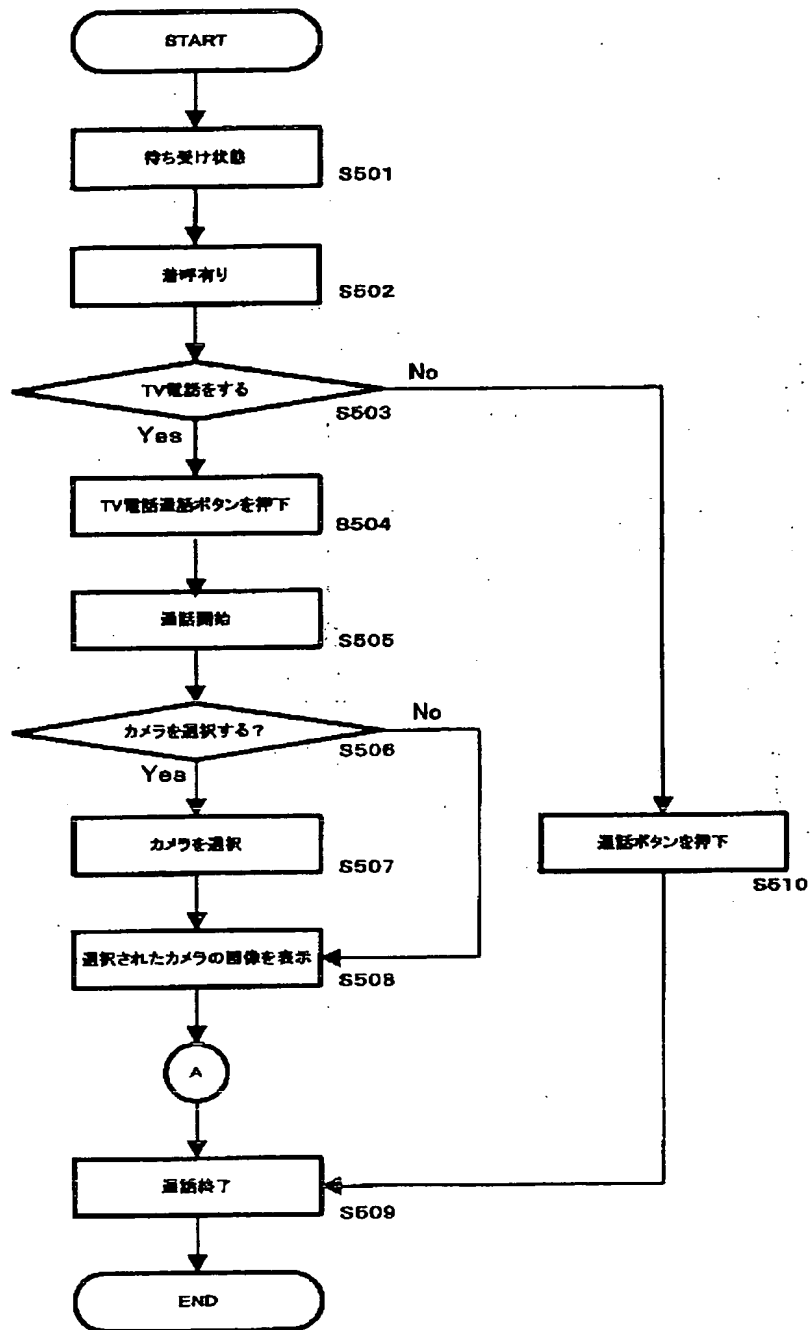 START
待ち受け状態
S501
着呼有り
S502
TV電話をする
No
S503
Yes
TV電話通話ボタンを押下
S504
通話開始
S505
カメラを選択する?
No
S506
Yes
カメラを選択
S507
通話ボタンを押下
S510
選択されたカメラの画像を表示
S508
A
通話終了
S509
END